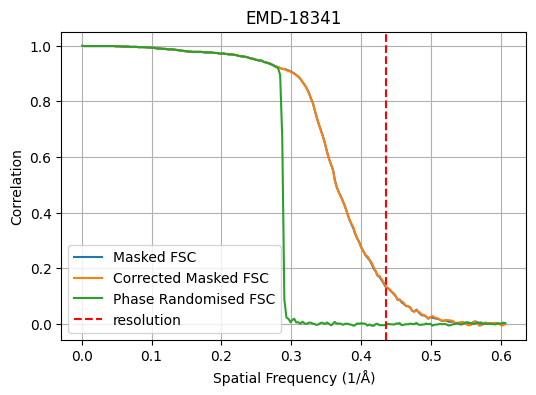 EMD-18341
1.0
0.8
0.6
0.4
0.2
0.0
Correlation
Masked FSC
Corrected Masked FSC
Phase Randomised FSC
resolution
0.0 0.1 0.2 0.3 0.4 0.5 0.6
Spatial Frequency (1/Å)